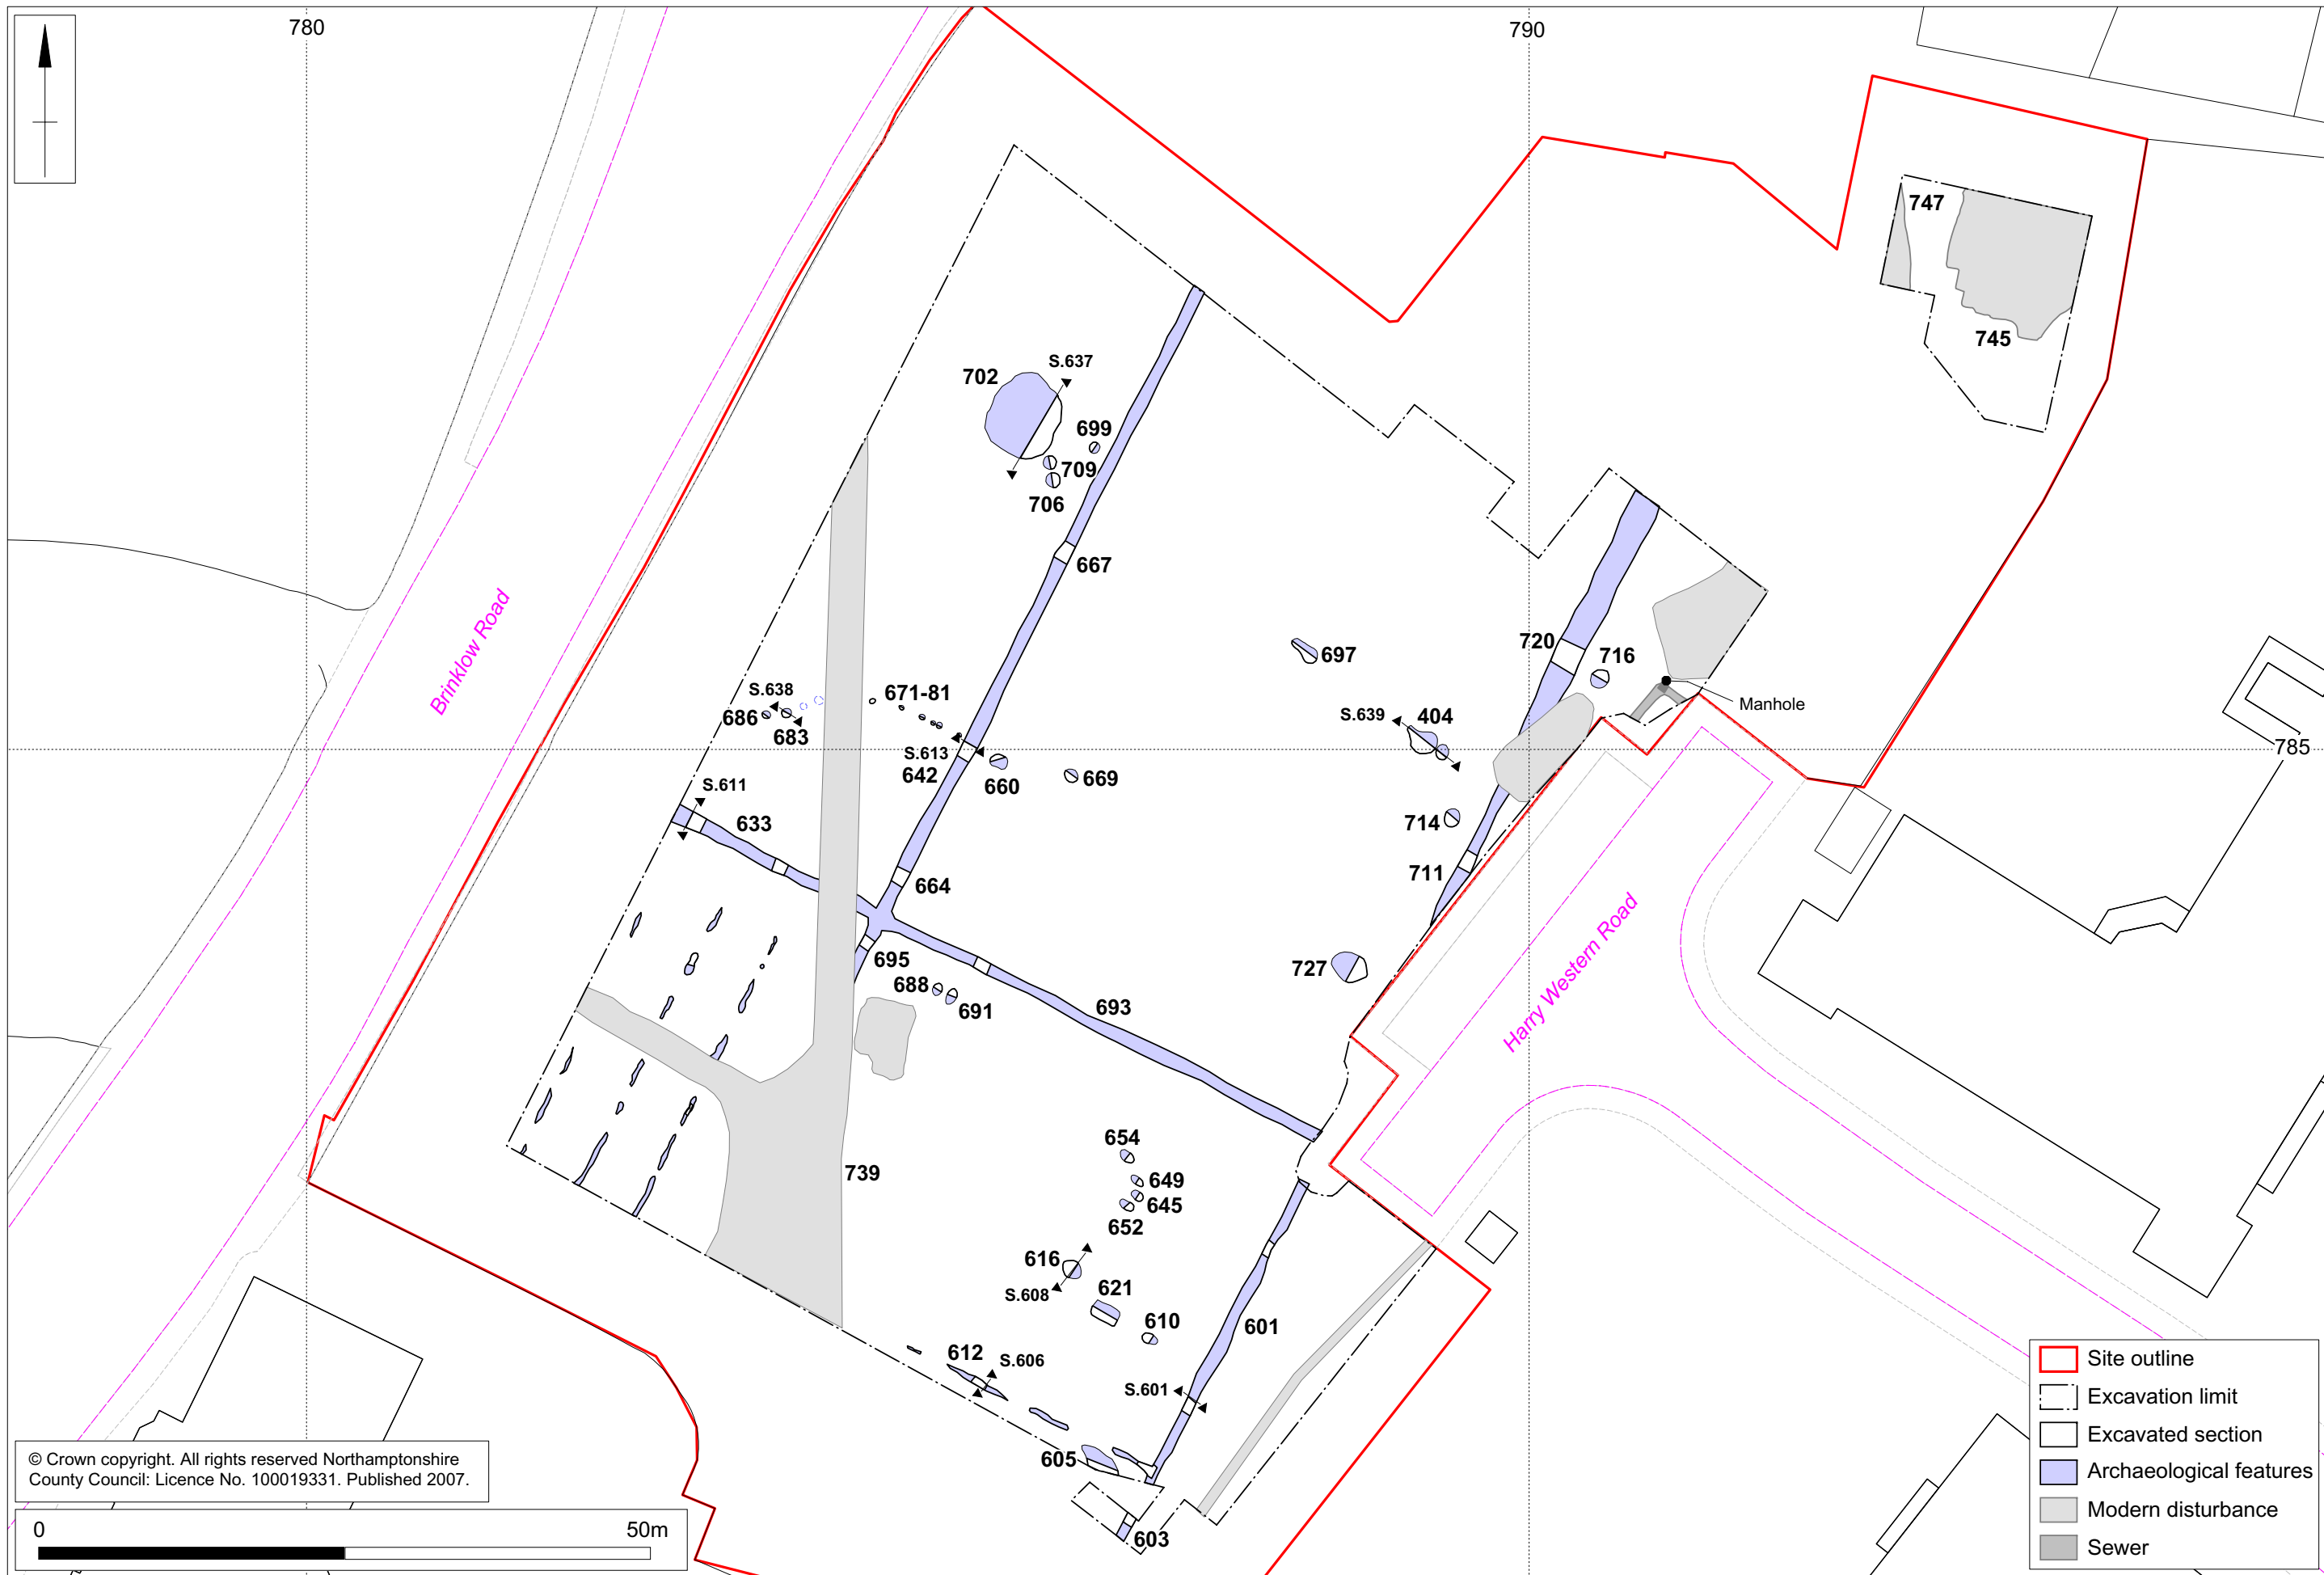 780
790
747
745
702
S.637
699
709
706
667
720
716
697
Manhole
S.638
671-81
686
683
S.639
404
785
S.613
642
660
669
S.611
633
714
711
664
695
688
691
693
727
Brinklow Road
Harry Western Road
654
649
645
652
739
616
S.608
621
610
601
612
S.606
S.601
605
603
Site outline
Excavation limit
Excavated section
Archaeological features
Modern disturbance
Sewer
© Crown copyright. All rights reserved Northamptonshire
County Council: Licence No. 100019331. Published 2007.
0 50m